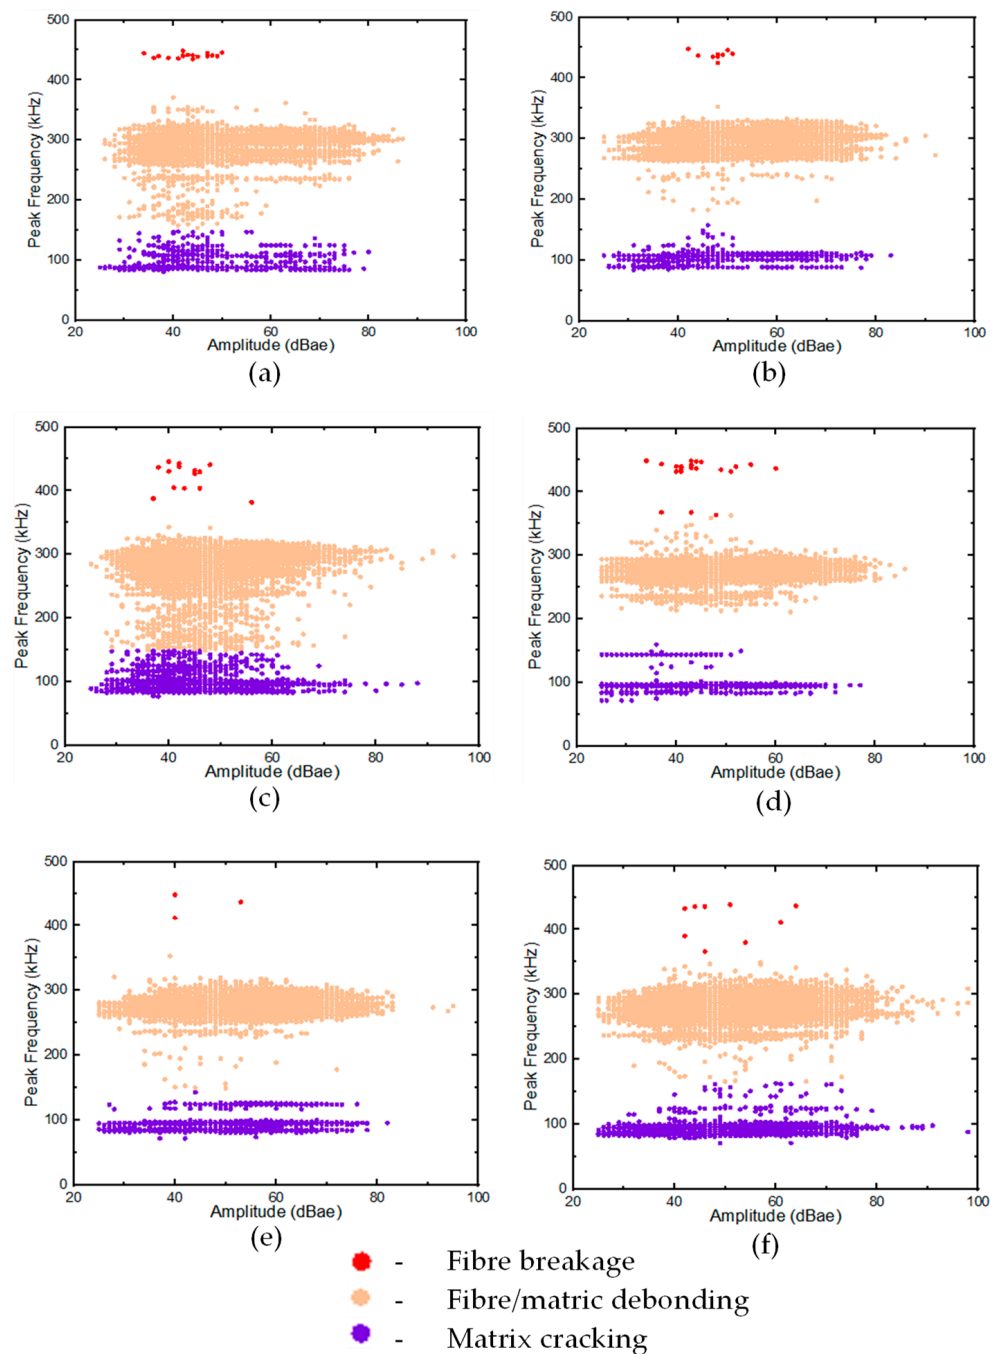 500
400
300
200
100
0
Peak Frequency (kHz)
20 40 60 80 100
Amplitude (dBae)
(a)
500
400
300
200
100
0
Peak Frequency (kHz)
20 40 60 80 100
Amplitude (dBae)
(b)
500
400
300
200
100
0
Peak Frequency (kHz)
20 40 60 80 100
Amplitude (dBae)
(c)
500
400
300
200
100
0
Peak Frequency (kHz)
20 40 60 80 100
Amplitude (dBae)
(d)
500
400
300
200
100
0
Peak Frequency (kHz)
20 40 60 80 100
Amplitude (dBae)
(e)
500
400
300
200
100
0
Peak Frequency (kHz)
20 40 60 80 100
Amplitude (dBae)
(f)
- Fibre breakage
- Fibre/matric debonding
- Matrix cracking